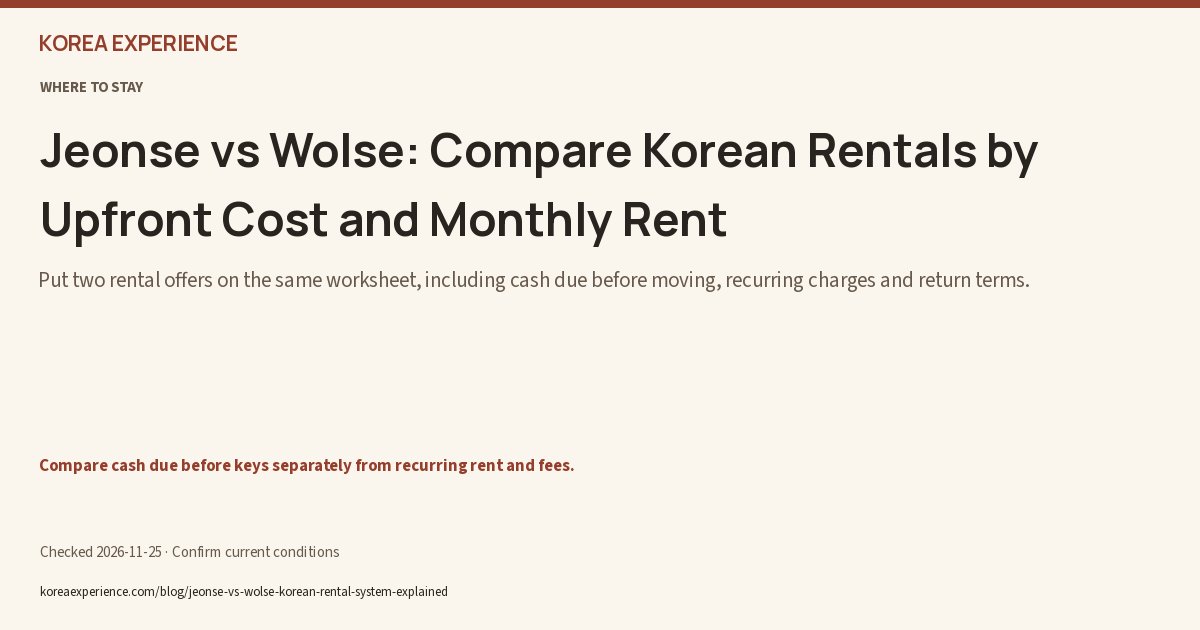 KOREA EXPERIENCE
WHERE TO STAY
Jeonse vs Wolse: Compare Korean Rentals by
Upfront Cost and Monthly Rent
Put two rental offers on the same worksheet, including cash due before moving, recurring charges and return terms.
Compare cash due before keys separately from recurring rent and fees.
Checked 2026-11-25 · Confirm current conditions
koreaexperience.com/blog/jeonse-vs-wolse-korean-rental-system-explained